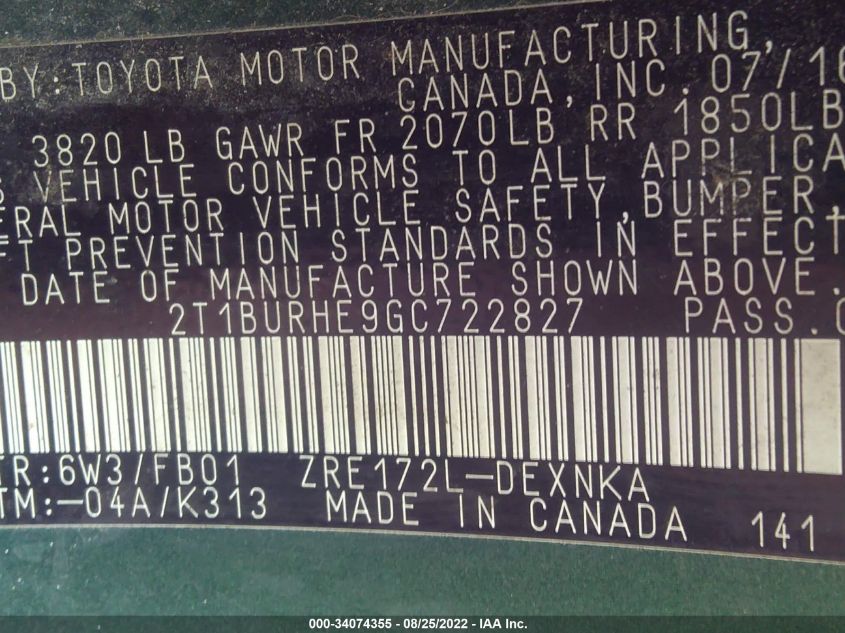 BY:TOYOTA MOTOR MANUFACTURING,
CANADA, INC. 07/16
3820 LB GAWR FR 2070LB RR 1850LB
VEHICLE CONFORMS TO ALL APPLICA
ERAL MOTOR VEHICLE SAFETY, BUMPER,
FT PREVENTION STANDARDS IN EFFECT
DATE OF MANUFACTURE SHOWN ABOVE.
2T1BURHE9GC722827 PASS.
TR:6W3/FB01 ZRE172L-DEXNKA
TM:-04A/K313 MADE IN CANADA 141
000-34074355 - 08/25/2022 - IAA Inc.